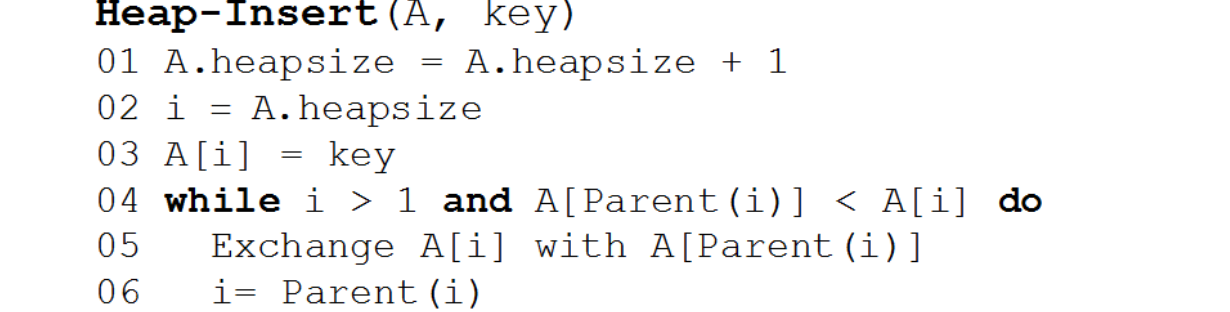 Heap-Insert(A, key)
01 A.heapsize = A.heapsize + 1
02 i = A.heapsize
03 A[i] = key
04 while i > 1 and A[Parent(i)] < A[i] do
05   Exchange A[i] with A[Parent(i)]
06   i= Parent(i)